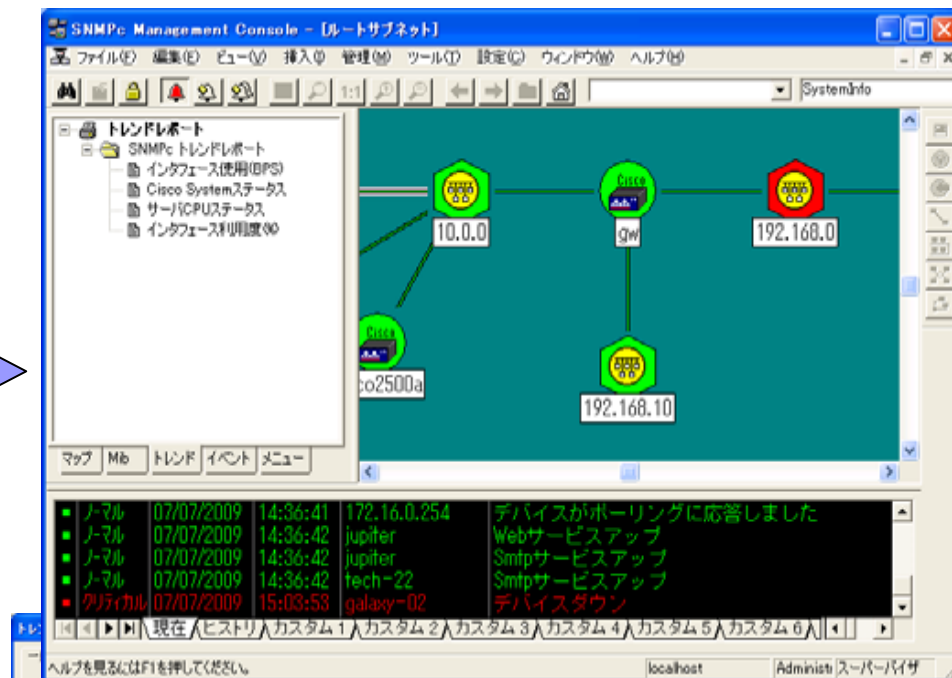 SNMPc Management Console - [ルートサブネット]
ファイル(F) 編集(E) ビュー(V) 挿入(I) 管理(M) ツール(T) 設定(C) ウィンドウ(W) ヘルプ(H)
1:1 SystemInfo
トレンドレポート
SNMPc トレンドレポート
インタフェース使用(BPS)
Cisco Systemステータス
サーバCPUステータス
インタフェース利用度(%)
Cisco
10.0.0 gw 192.168.0
Cisco
co2500a
192.168.10
マップ Mib トレンド イベント メニュー
ノーマル 07/07/2009 14:36:41 172.16.0.254 デバイスがポーリングに応答しました
ノーマル 07/07/2009 14:36:42 jupiter Webサービスアップ
ノーマル 07/07/2009 14:36:42 jupiter Smtpサービスアップ
ノーマル 07/07/2009 14:36:42 tech-22 Smtpサービスアップ
クリティカル 07/07/2009 15:03:53 galaxy-02 デバイスダウン
現在 ヒストリ カスタム 1 カスタム 2 カスタム 3 カスタム 4 カスタム 5 カスタム 6
ヘルプを見るにはF1を押してください。 localhost Administ スーパーバイザ